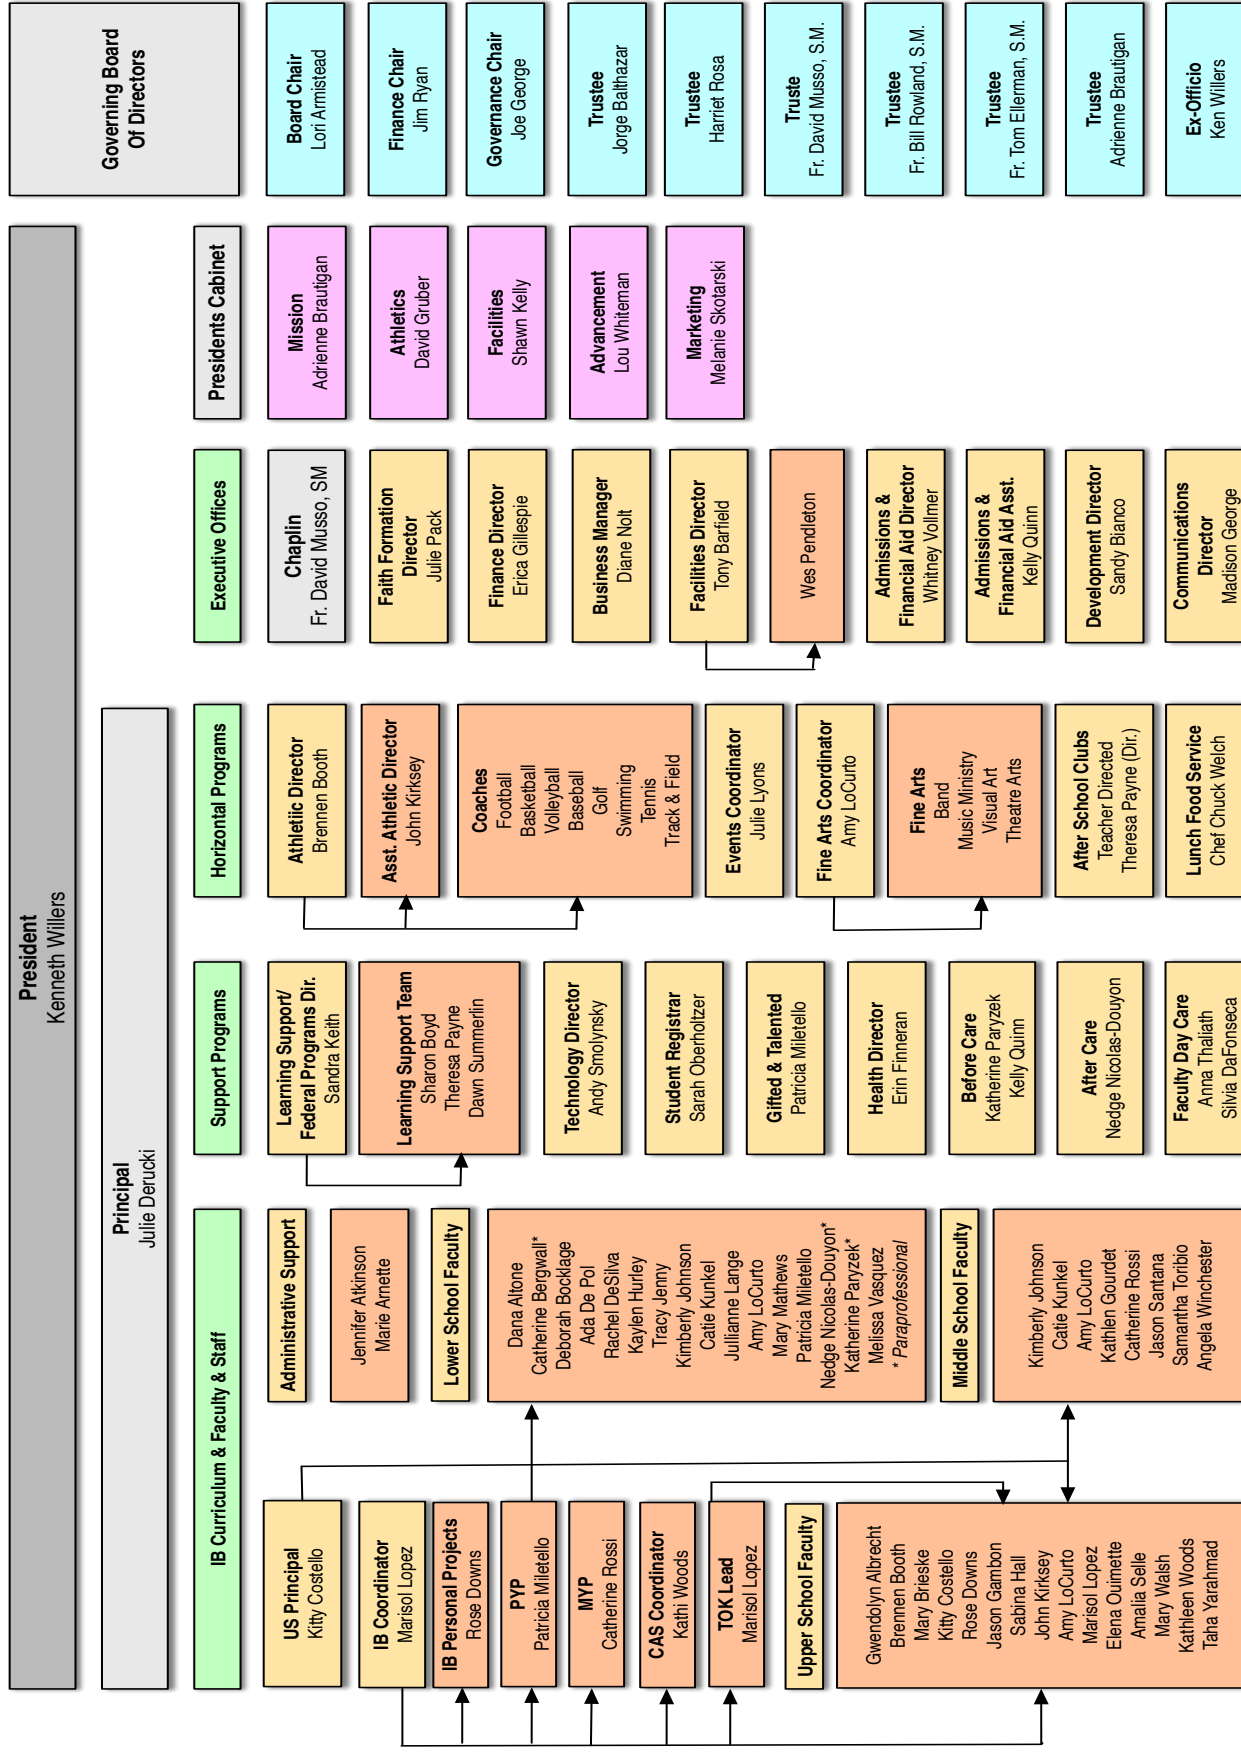 President
Kenneth Willers
Governing Board
Of Directors
Principal
Julie Derucki
IB Curriculum & Faculty & Staff
Support Programs
Horizontal Programs
Executive Offices
Presidents Cabinet
US Principal
Kitty Costello
IB Coordinator
Marisol Lopez
IB Personal Projects
Rose Downs
PYP
Patricia Miletello
MYP
Catherine Rossi
CAS Coordinator
Kathi Woods
TOK Lead
Marisol Lopez
Upper School Faculty
Gwendolyn Albrecht
Brennen Booth
Mary Brieske
Kitty Costello
Rose Downs
Jason Gambon
Sabina Hall
John Kirksey
Amy LoCurto
Marisol Lopez
Elena Ouimette
Amalia Selle
Mary Walsh
Kathleen Woods
Taha Yarahmad
Administrative Support
Jennifer Atkinson
Marie Arnette
Lower School Faculty
Dana Altone
Catherine Bergwall*
Deborah Bocklage
Ada De Pol
Rachel DeSilva
Kaylen Hurley
Tracy Jenny
Kimberly Johnson
Catie Kunkel
Jullianne Lange
Amy LoCurto
Mary Mathews
Patricia Miletello
Nedge Nicolas-Douyon*
Katherine Paryzek*
Melissa Vasquez
* Paraprofessional
Middle School Faculty
Kimberly Johnson
Catie Kunkel
Amy LoCurto
Kathlen Gourdet
Catherine Rossi
Jason Santana
Samantha Toribio
Angela Winchester
Learning Support/
Federal Programs Dir.
Sandra Keith
Learning Support Team
Sharon Boyd
Theresa Payne
Dawn Summerlin
Technology Director
Andy Smolynsky
Student Registrar
Sarah Oberholtzer
Gifted & Talented
Patricia Miletello
Health Director
Erin Finneran
Before Care
Katherine Paryzek
Kelly Quinn
After Care
Nedge Nicolas-Douyon
Faculty Day Care
Anna Thaliath
Silvia DaFonseca
Athletiic Director
Brennen Booth
Asst. Athletic Director
John Kirksey
Coaches
Football
Basketball
Volleyball
Baseball
Golf
Swimming
Tennis
Track & Field
Events Coordinator
Julie Lyons
Fine Arts Coordinator
Amy LoCurto
Fine Arts
Band
Music Ministry
Visual Art
Theatre Arts
After School Clubs
Teacher Directed
Theresa Payne (Dir.)
Lunch Food Service
Chef Chuck Welch
Chaplin
Fr. David Musso, SM
Faith Formation
Director
Julie Pack
Finance Director
Erica Gillespie
Business Manager
Diane Nolt
Facilities Director
Tony Barfield
Wes Pendleton
Admissions &
Financial Aid Director
Whitney Vollmer
Admissions &
Financial Aid Asst.
Kelly Quinn
Development Director
Sandy Bianco
Communications
Director
Madison George
Mission
Adrienne Brautigan
Athletics
David Gruber
Facilities
Shawn Kelly
Advancement
Lou Whiteman
Marketing
Melanie Skotarski
Board Chair
Lori Armistead
Finance Chair
Jim Ryan
Governance Chair
Joe George
Trustee
Jorge Balthazar
Trustee
Harriet Rosa
Truste
Fr. David Musso, S.M.
Trustee
Fr. Bill Rowland, S.M.
Trustee
Fr. Tom Ellerman, S.M.
Trustee
Adrienne Brautigan
Ex-Officio
Ken Willers